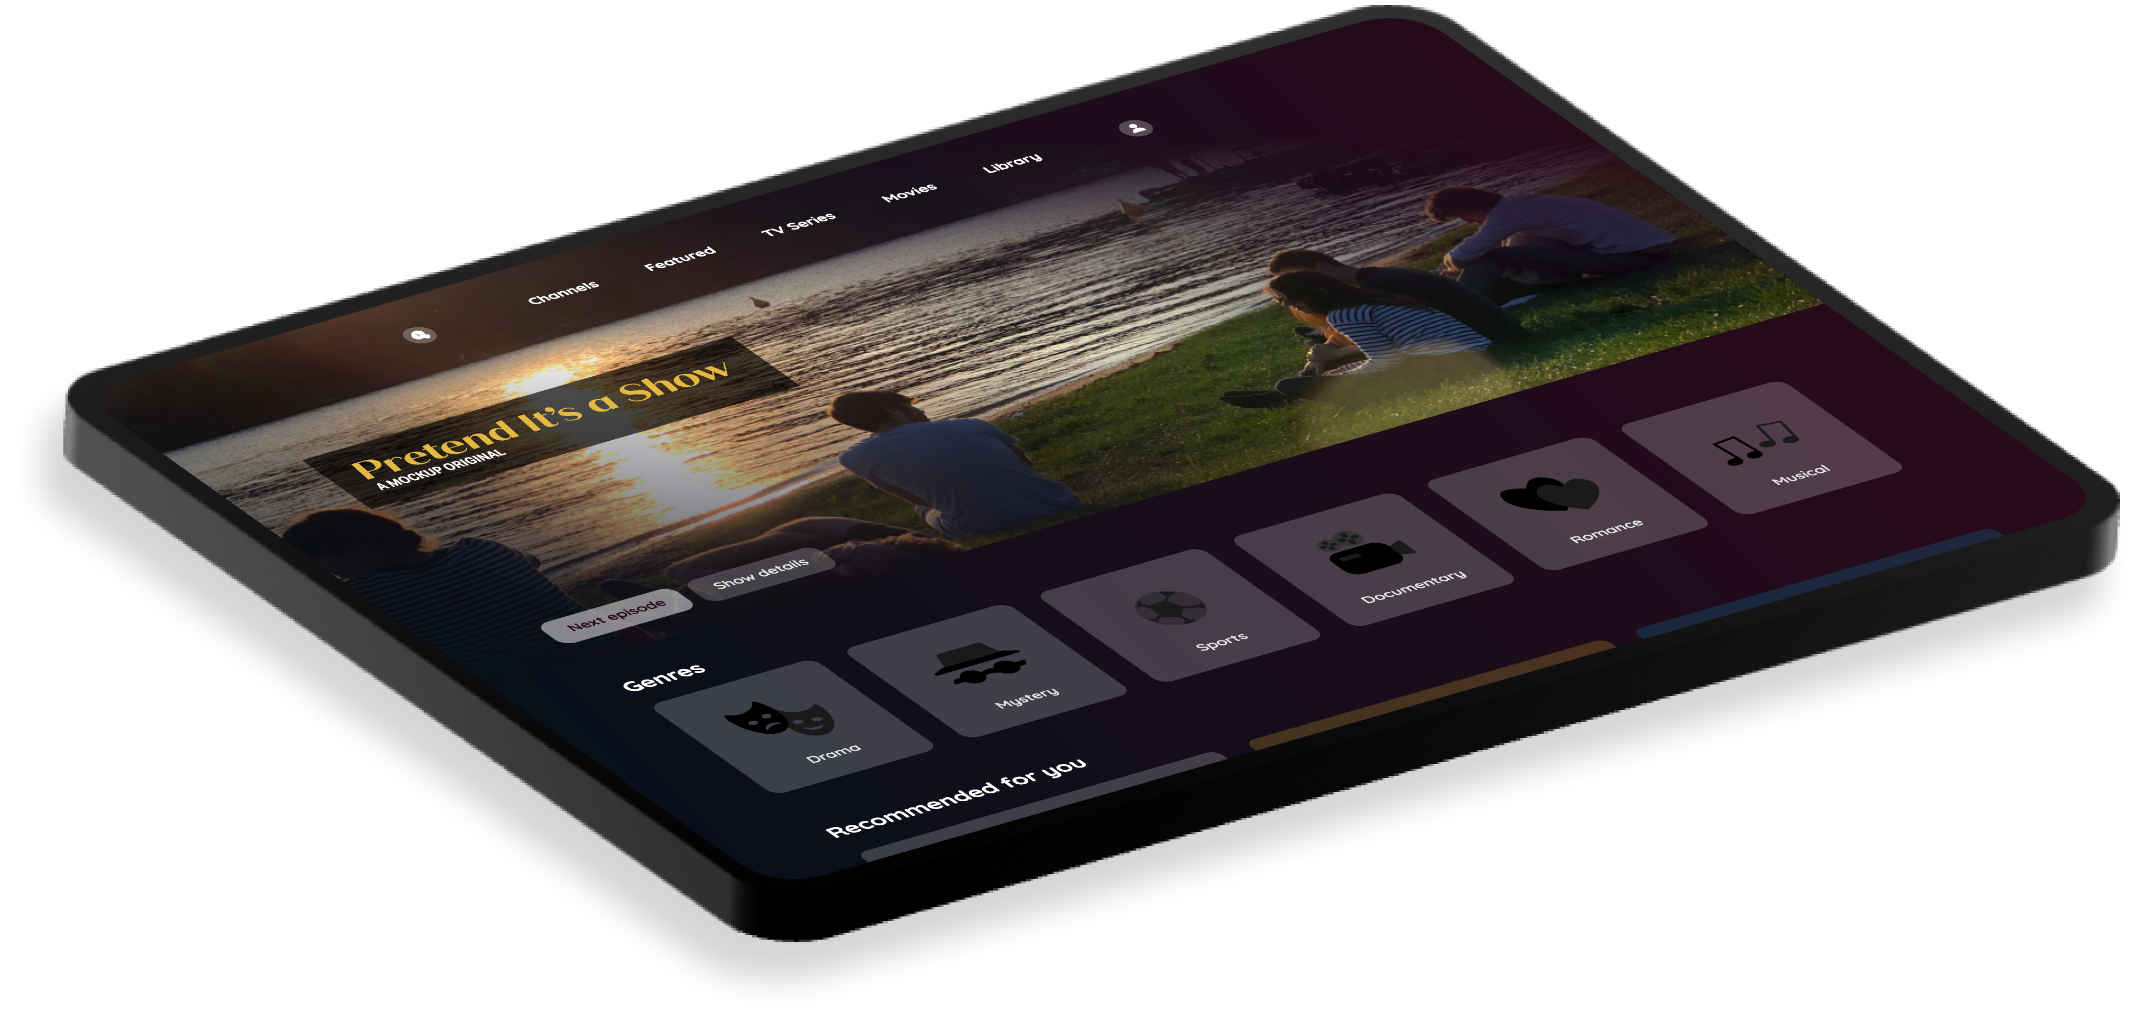 Channels
Featured
TV Series
Movies
Library
Pretend It's a Show
A MOCKUP ORIGINAL
Next episode
Show details
Genres
Drama
Mystery
Sports
Documentary
Romance
Musical
Recommended for you